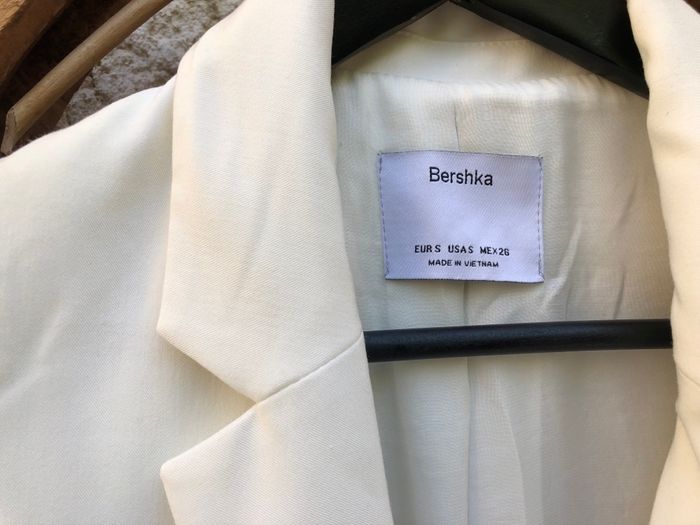 Bershka
EUR S USA S MEX 26
MADE IN VIETNAM